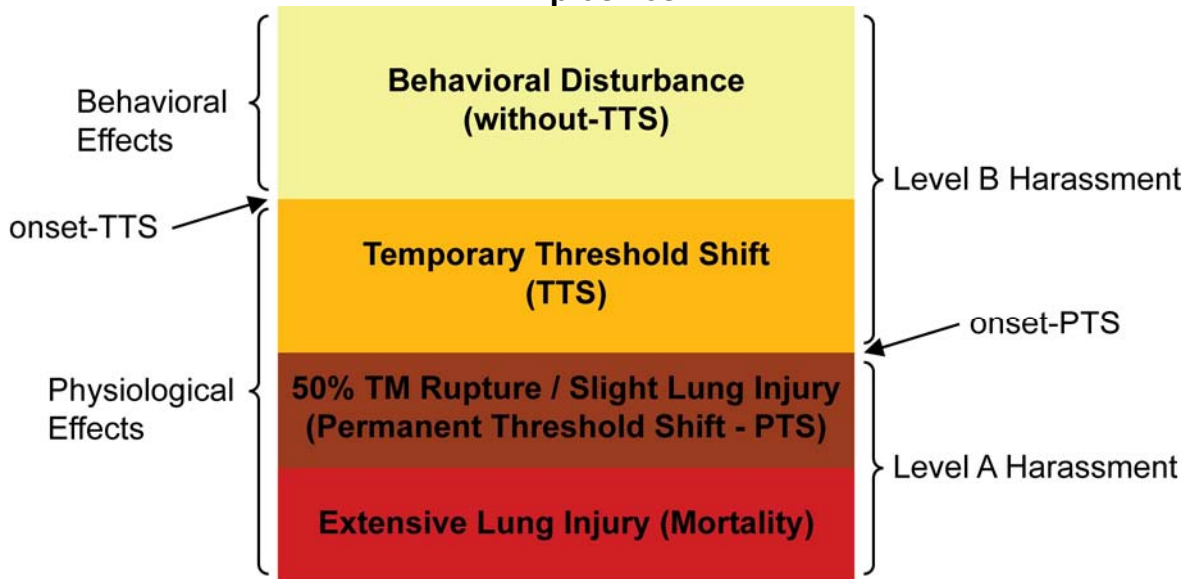 Behavioral Disturbance
(without-TTS)
Behavioral
Effects
Level B Harassment
onset-TTS
Temporary Threshold Shift
(TTS)
onset-PTS
Physiological
Effects
50% TM Rupture / Slight Lung Injury
(Permanent Threshold Shift - PTS)
Level A Harassment
Extensive Lung Injury (Mortality)